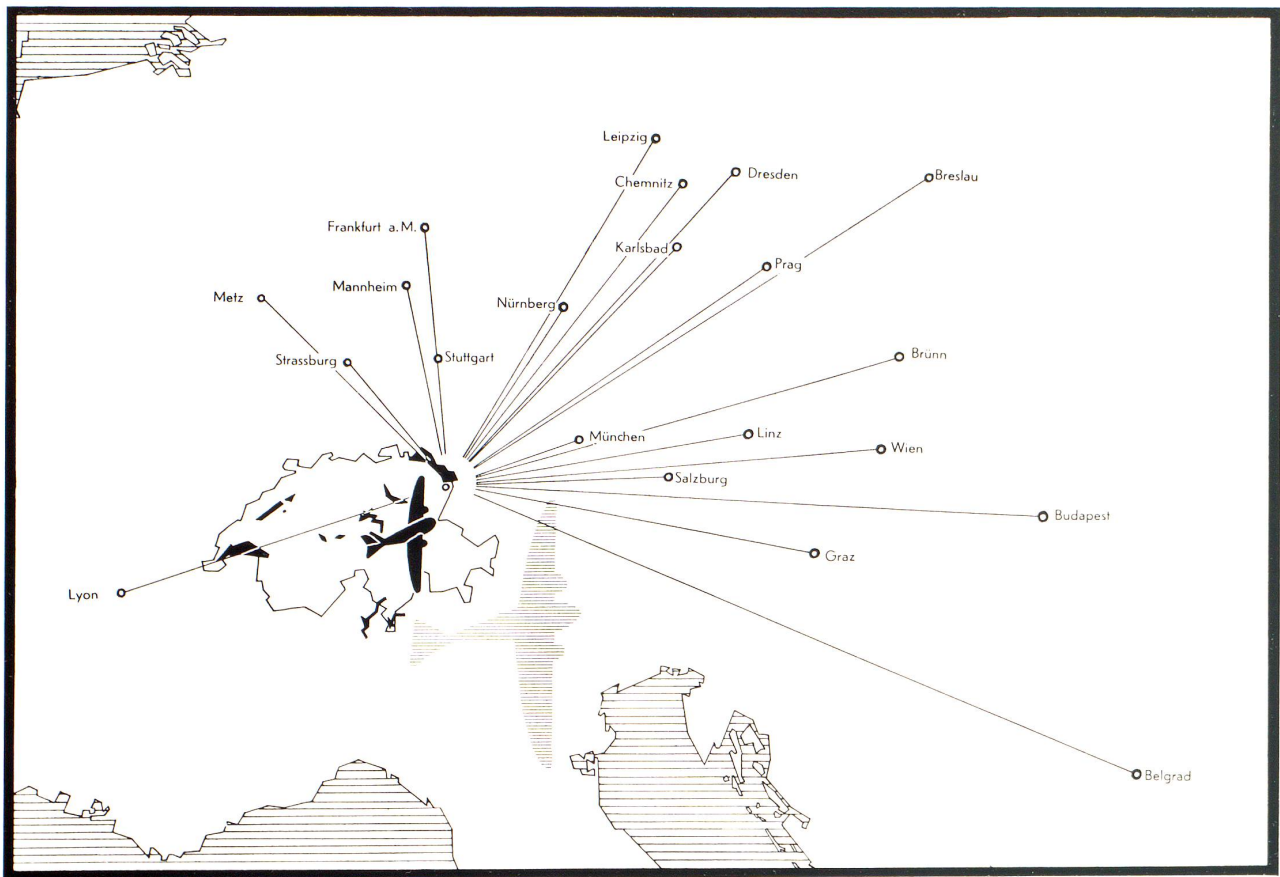 Leipzig
Chemnitz
Dresden
Breslau
Frankfurt a.M.
Karlsbad
Prag
Mannheim
Metz
Nürnberg
Strassburg
Stuttgart
Brünn
München
Linz
Wien
Salzburg
Budapest
Graz
Lyon
Belgrad